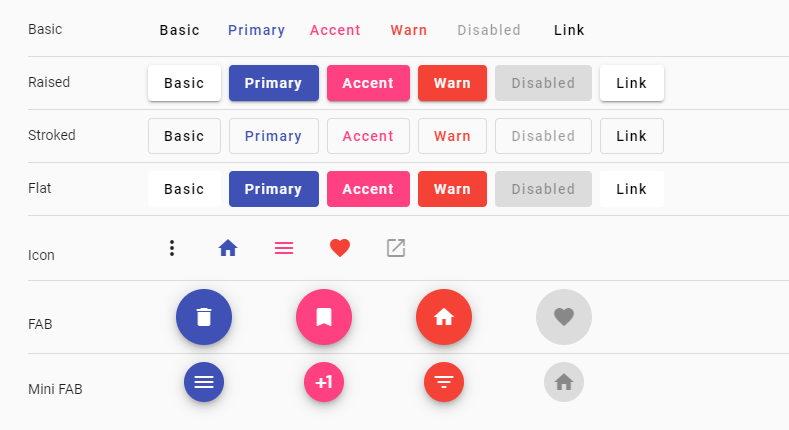 Basic Basic Primary Accent Warn Disabled Link
Raised Basic Primary Accent Warn Disabled Link
Stroked Basic Primary Accent Warn Disabled Link
Flat Basic Primary Accent Warn Disabled Link
Icon
FAB
Mini FAB +1